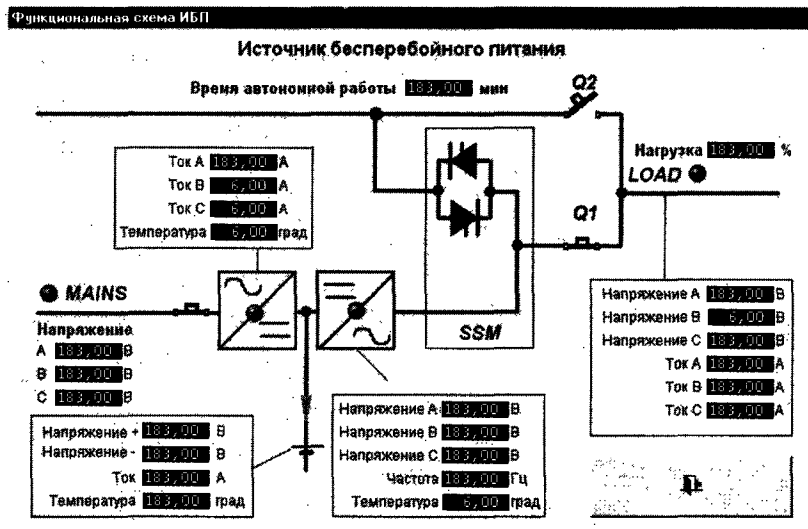 Функциональная схема ИБП
Источник бесперебойного питания
Время автономной работы 183,00 мин
Q2
Ток А 183,00 А
Ток В 6,00 А
Ток С 6,00 А
Температура 6,00 град
Нагрузка 183,00 %
LOAD
Q1
MAINS
Напряжение
А 183,00 В
В 183,00 В
С 183,00 В
SSM
Напряжение А 183,00 В
Напряжение В 6,00 В
Напряжение С 183,00 В
Ток А 183,00 А
Ток В 183,00 А
Ток С 183,00 А
Напряжение + 183,00 В
Напряжение - 183,00 В
Ток 183,00 А
Температура 183,00 град
Напряжение А 183,00 В
Напряжение В 183,00 В
Напряжение С 183,00 В
Частота 183,00 Гц
Температура 6,00 град